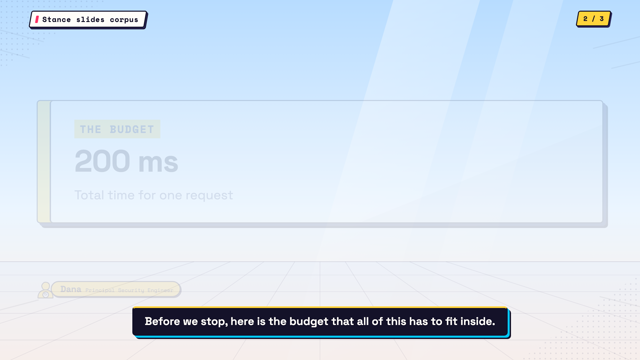 Stance slides corpus
2 / 3
THE BUDGET
200 ms
Total time for one request
Dana
Before we stop, here is the budget that all of this has to fit inside.